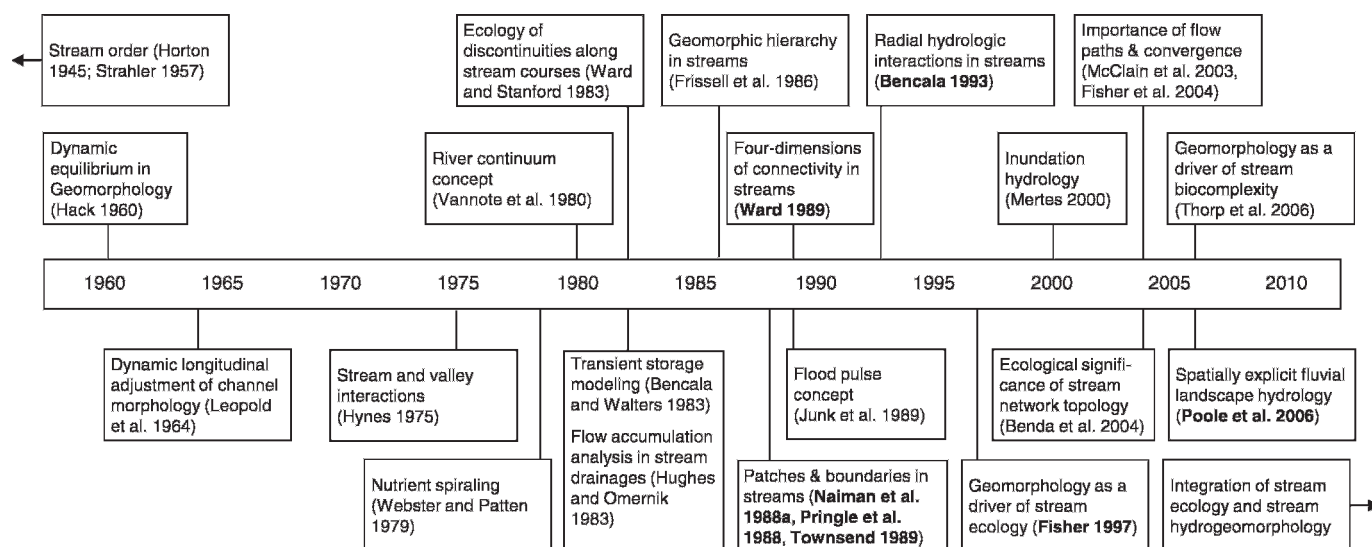 Stream order (Horton
1945; Strahler 1957)
Ecology of
discontinuities along
stream courses (Ward
and Stanford 1983)
Geomorphic hierarchy
in streams
(Frissell et al. 1986)
Radial hydrologic
interactions in streams
(Bencala 1993)
Importance of flow
paths & convergence
(McClain et al. 2003,
Fisher et al. 2004)
Dynamic
equilibrium in
Geomorphology
(Hack 1960)
River continuum
concept
(Vannote et al. 1980)
Four-dimensions
of connectivity in
streams
(Ward 1989)
Inundation
hydrology
(Mertes 2000)
Geomorphology as a
driver of stream
biocomplexity
(Thorp et al. 2006)
1960 1965 1970 1975 1980 1985 1990 1995 2000 2005 2010
Dynamic longitudinal
adjustment of channel
morphology (Leopold
et al. 1964)
Stream and valley
interactions
(Hynes 1975)
Transient storage
modeling (Bencala
and Walters 1983)
Flow accumulation
analysis in stream
drainages (Hughes
and Omernik
1983)
Flood pulse
concept
(Junk et al. 1989)
Ecological signifi-
cance of stream
network topology
(Benda et al. 2004)
Spatially explicit fluvial
landscape hydrology
(Poole et al. 2006)
Nutrient spiraling
(Webster and Patten
1979)
Patches & boundaries in
streams (Naiman et al.
1988a, Pringle et al.
1988, Townsend 1989)
Geomorphology as a
driver of stream
ecology (Fisher 1997)
Integration of stream
ecology and stream
hydrogeomorphology